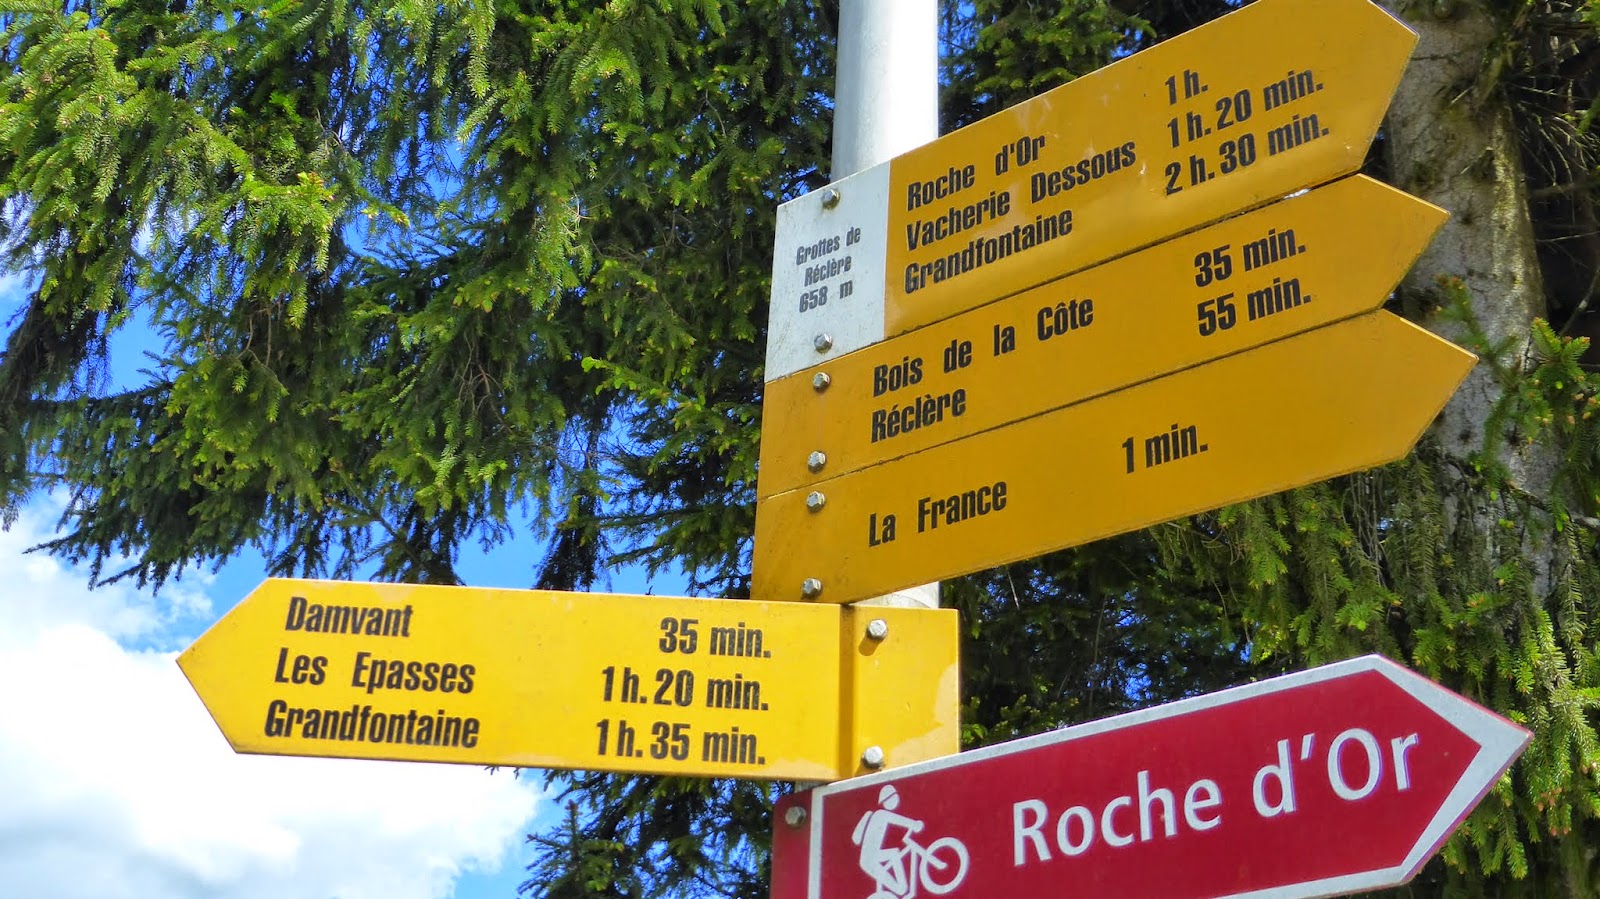 Grottes de
Réclère
658 m
Roche d'Or 1 h.
Vacherie Dessous 1 h. 20 min.
Grandfontaine 2 h. 30 min.
Bois de la Côte 35 min.
Réclère 55 min.
La France 1 min.
Damvant 35 min.
Les Epasses 1 h. 20 min.
Grandfontaine 1 h. 35 min.
Roche d'Or